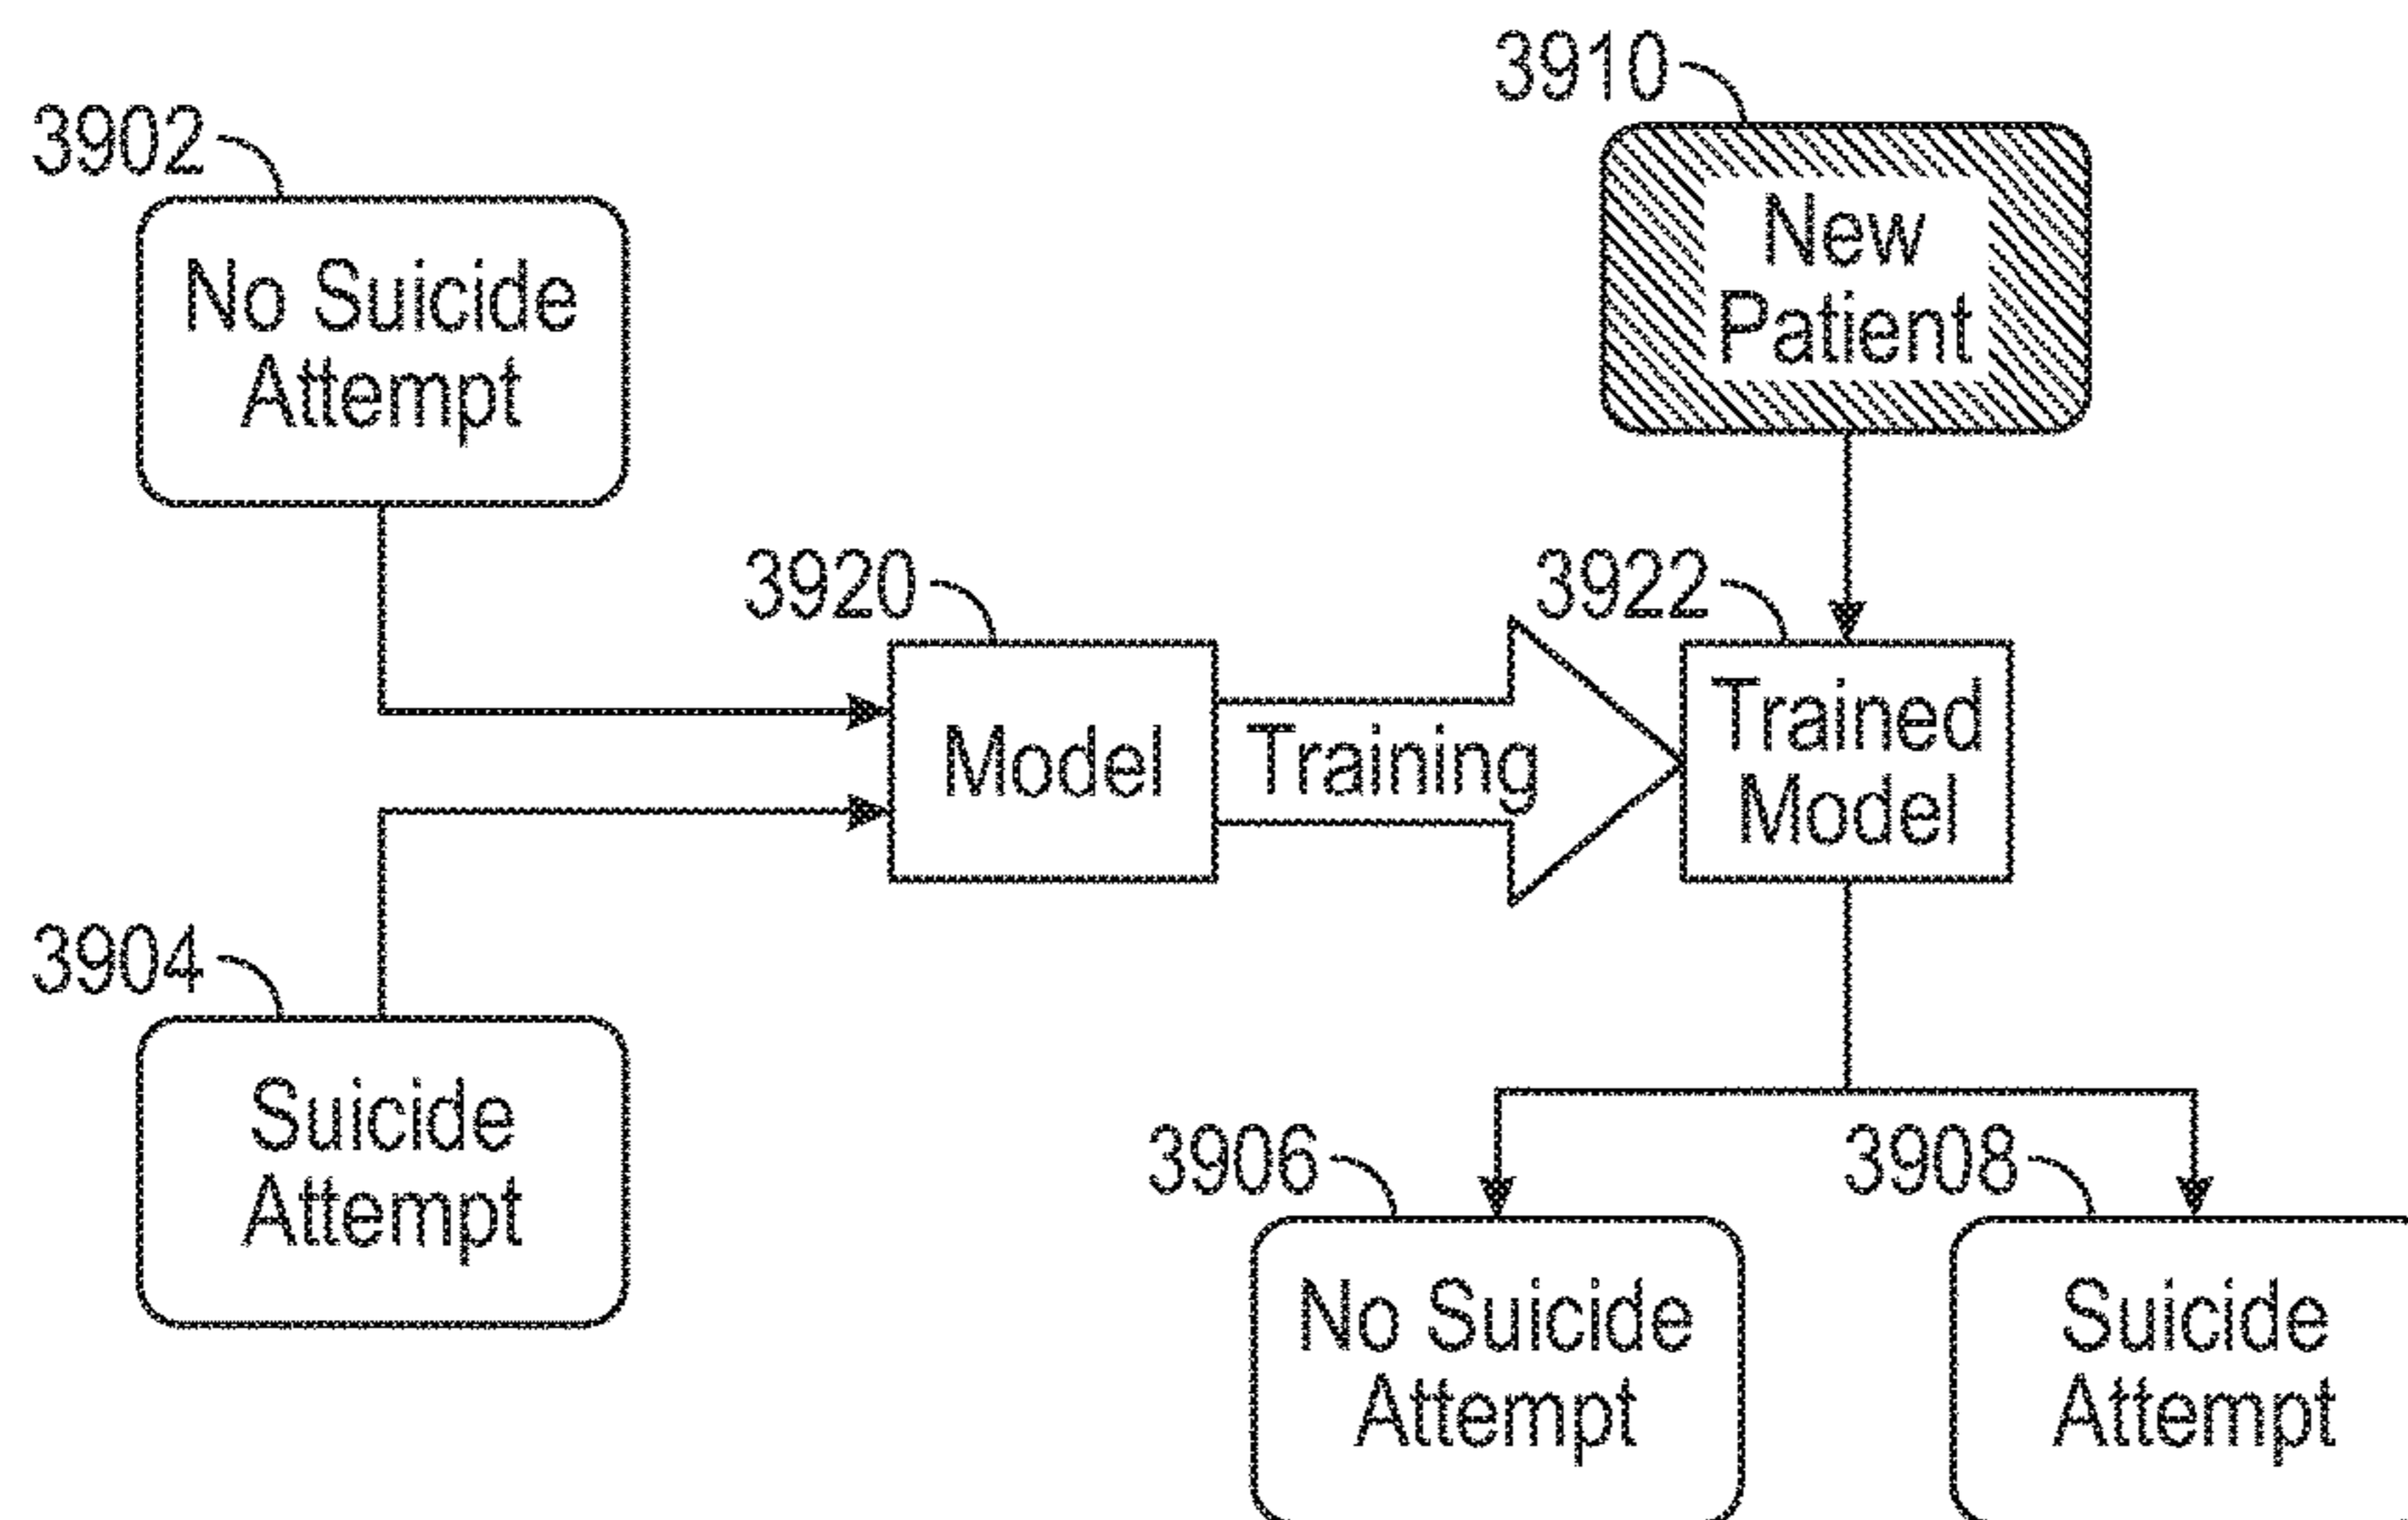 3910
3902
New
Patient
No Suicide
Attempt
3920
3922
Model
Training
Trained
Model
3904
Suicide
Attempt
3906
3908
No Suicide
Attempt
Suicide
Attempt